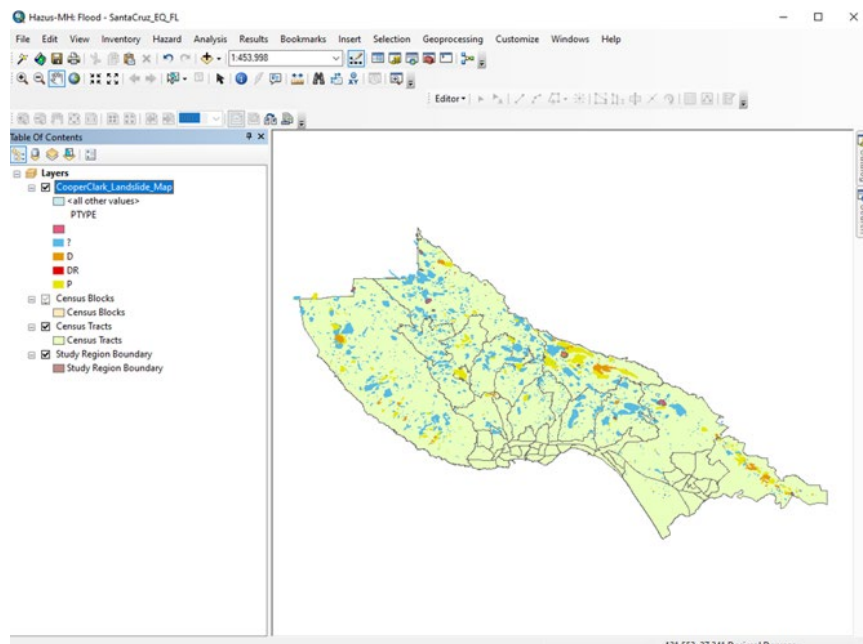 Hazus-MH: Flood - SantaCruz_EQ_FL
File Edit View Inventory Hazard Analysis Results Bookmarks Insert Selection Geoprocessing Customize Windows Help
1:453,998
Editor
Table Of Contents
Layers
CooperClark_Landslide_Map
<all other values>
PTYPE
?
D
DR
P
Census Blocks
Census Blocks
Census Tracts
Census Tracts
Study Region Boundary
Study Region Boundary